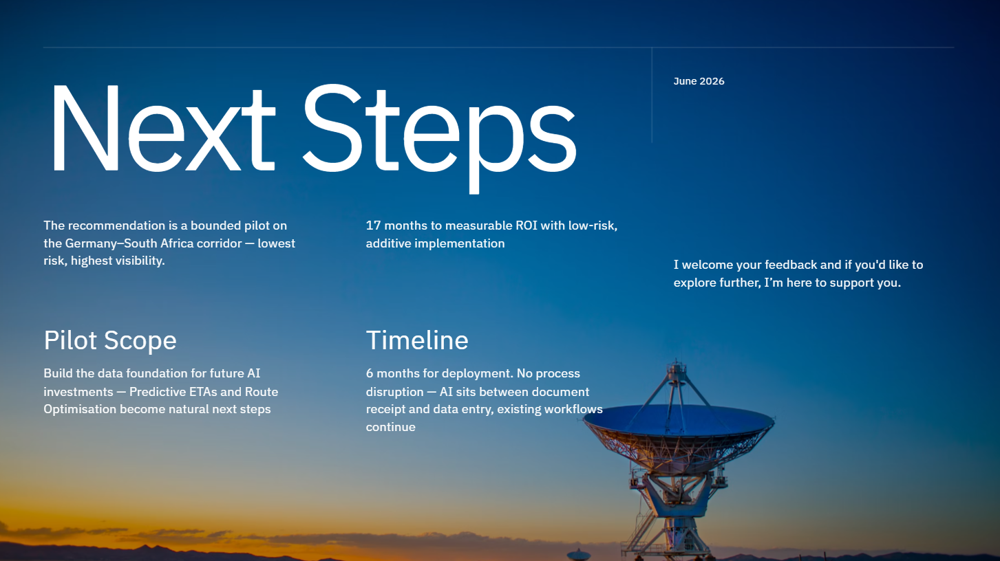 Next Steps
June 2026
The recommendation is a bounded pilot on
the Germany–South Africa corridor — lowest
risk, highest visibility.
17 months to measurable ROI with low-risk,
additive implementation
I welcome your feedback and if you'd like to
explore further, I’m here to support you.
Pilot Scope
Build the data foundation for future AI
investments — Predictive ETAs and Route
Optimisation become natural next steps
Timeline
6 months for deployment. No process
disruption — AI sits between document
receipt and data entry, existing workflows
continue